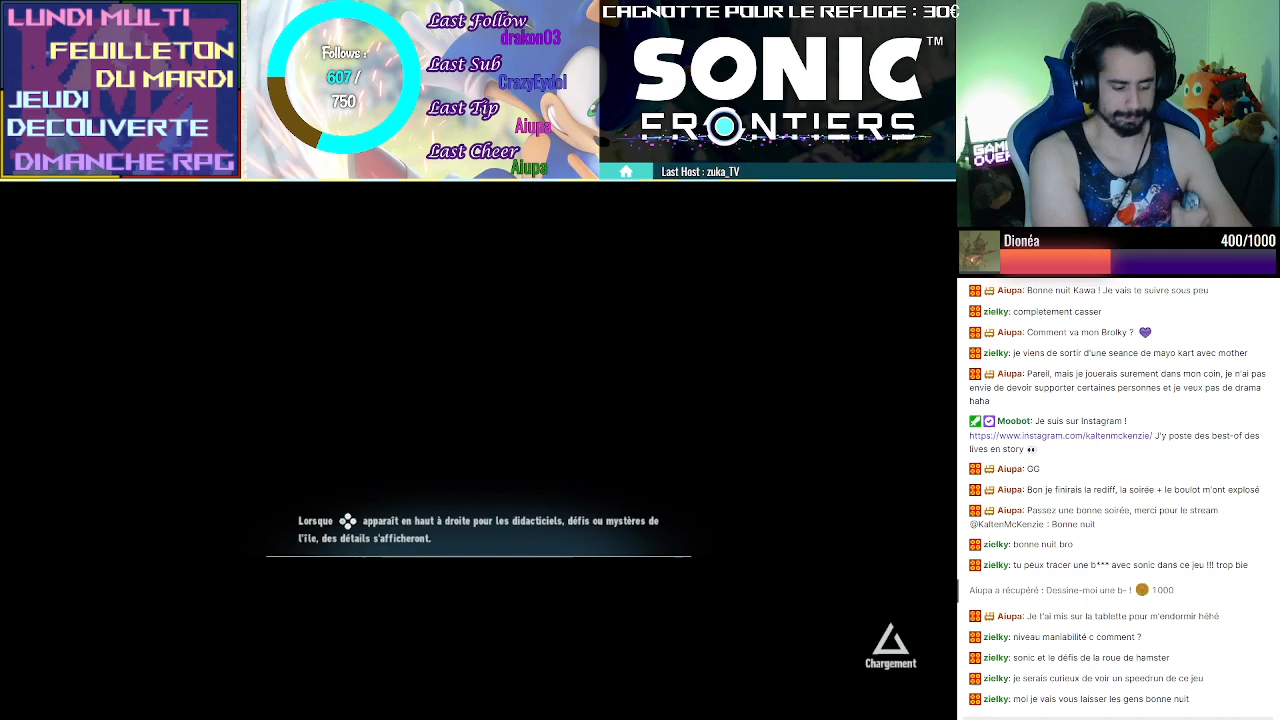 LUNDI MULTI
FEUILLETON
DU MARDI
JEUDI
DECOUVERTE
DIMANCHE RPG
Follows :
607 /
750
Last Follow
drakon03
Last Sub
CrazyEydol
Last Tip
Aiupa
Last Cheer
Aiupa
CAGNOTTE POUR LE REFUGE : 30€
SONIC™
FRONTIERS
Last Host : zuka_TV
GAME
OVER
Dionéa 400/1000
Aiupa: Bonne nuit Kawa ! Je vais te suivre sous peu
zielky: completement casser
Aiupa: Comment va mon Brolky ?
zielky: je viens de sortir d'une seance de mayo kart avec mother
Aiupa: Pareil, mais je jouerais surement dans mon coin, je n'ai pas
envie de devoir supporter certaines personnes et je veux pas de drama
haha
Moobot: Je suis sur Instagram !
https://www.instagram.com/kaltenmckenzie/ J'y poste des best-of des
lives en story 👀
Aiupa: GG
Aiupa: Bon je finirais la rediff, la soirée + le boulot m'ont explosé
Aiupa: Passez une bonne soirée, merci pour le stream
@KaltenMcKenzie : Bonne nuit
zielky: bonne nuit bro
zielky: tu peux tracer une b*** avec sonic dans ce jeu !!! trop bie
Aiupa a récupéré : Dessine-moi une b- ! 1000
Aiupa: Je t'ai mis sur la tablette pour m'endormir héhé
zielky: niveau maniabilité c comment ?
zielky: sonic et le défis de la roue de hamster
zielky: je serais curieux de voir un speedrun de ce jeu
zielky: moi je vais vous laisser les gens bonne nuit
Lorsque apparaît en haut à droite pour les didacticiels, défis ou mystères de
l'île, des détails s'afficheront.
Chargement